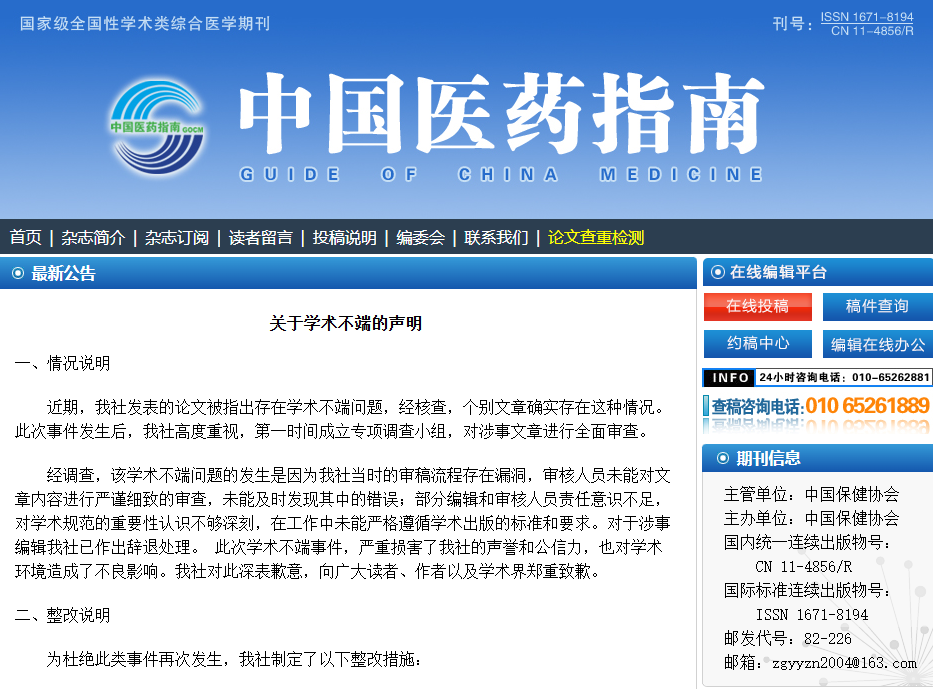 国家级全国性学术类综合医学期刊
刊号：ISSN 1671-8194
CN 11-4856/R
中国医药指南 GOCM
中国医药指南
GUIDE OF CHINA MEDICINE
首页 | 杂志简介 | 杂志订阅 | 读者留言 | 投稿说明 | 编委会 | 联系我们 | 论文查重检测
最新公告
关于学术不端的声明
一、情况说明
近期，我社发表的论文被指出存在学术不端问题，经核查，个别文章确实存在这种情况。
此次事件发生后，我社高度重视，第一时间成立专项调查小组，对涉事文章进行全面审查。
经调查，该学术不端问题的发生是因为我社当时的审稿流程存在漏洞，审核人员未能对文
章内容进行严谨细致的审查，未能及时发现其中的错误；部分编辑和审核人员责任意识不足，
对学术规范的重要性认识不够深刻，在工作中未能严格遵循学术出版的标准和要求。对于涉事
编辑我社已作出辞退处理。 此次学术不端事件，严重损害了我社的声誉和公信力，也对学术
环境造成了不良影响。我社对此深表歉意，向广大读者、作者以及学术界郑重致歉。
二、整改说明
为杜绝此类事件再次发生，我社制定了以下整改措施：
在线编辑平台
在线投稿 稿件查询
约稿中心 编辑在线办公
INFO 24小时咨询电话：010-65262881
查稿咨询电话:010 65261889
期刊信息
主管单位：中国保健协会
主办单位：中国保健协会
国内统一连续出版物号：
CN 11-4856/R
国际标准连续出版物号：
ISSN 1671-8194
邮发代号：82-226
邮箱：zgyyzn2004@163.com